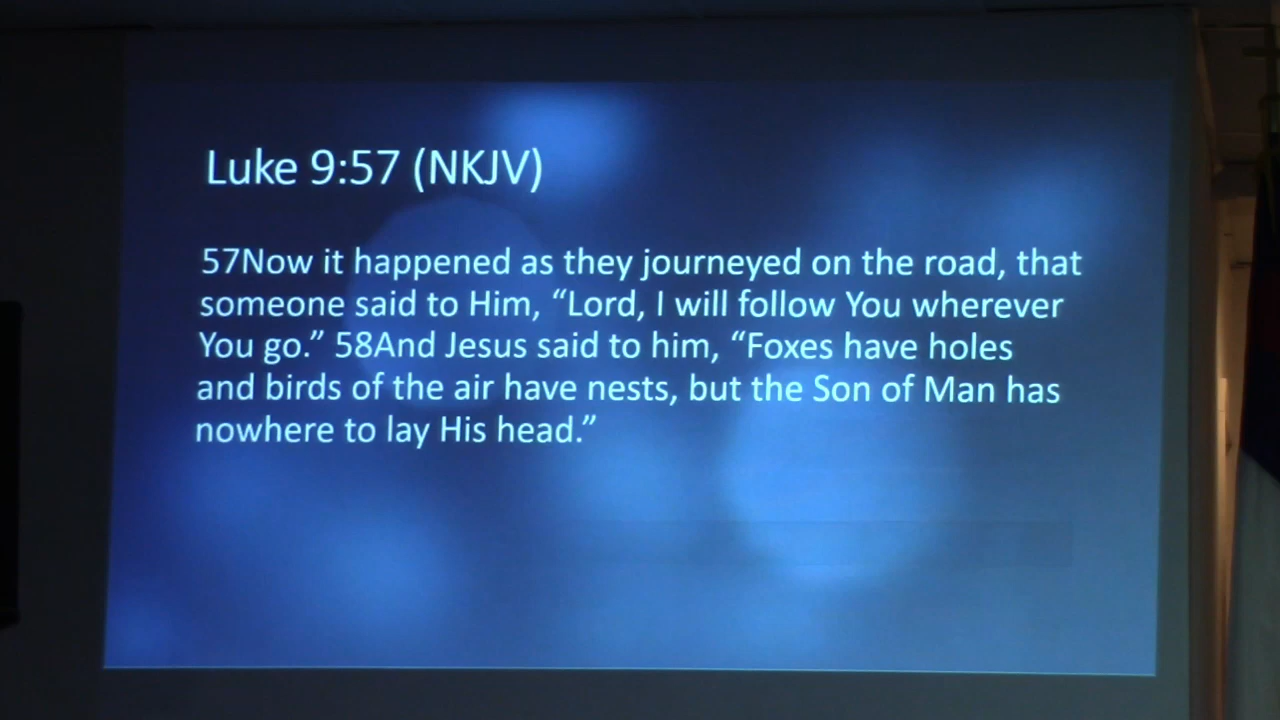 Luke 9:57 (NKJV)
57Now it happened as they journeyed on the road, that
someone said to Him, “Lord, I will follow You wherever
You go.” 58And Jesus said to him, “Foxes have holes
and birds of the air have nests, but the Son of Man has
nowhere to lay His head.”